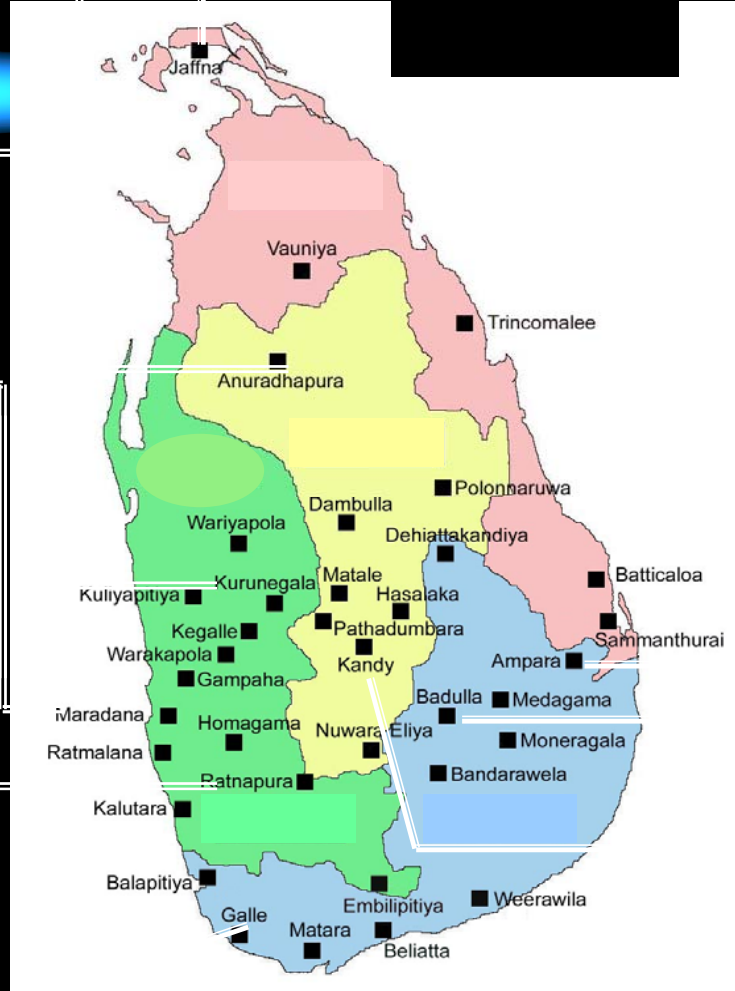 Jaffna
Vauniya
Trincomalee
Anuradhapura
Polonnaruwa
Dambulla
Wariyapola
Dehiattakandiya
Matale
Batticaloa
Kurunegala
Kuliyapitiya
Hasalaka
Kegalle
Pathadumbara
Sammanthurai
Warakapola
Kandy
Ampara
Gampaha
Badulla
Medagama
Maradana
Homagama
Nuwara Eliya
Moneragala
Ratmalana
Ratnapura
Bandarawela
Kalutara
Balapitiya
Embilipitiya
Weerawila
Galle
Matara
Beliatta